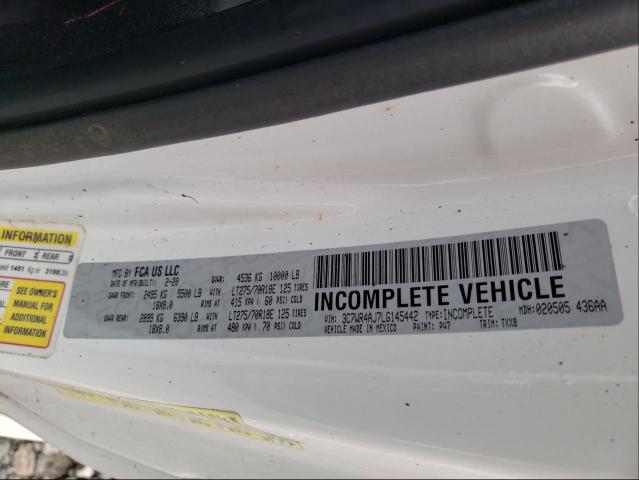 INFORMATION
FRONT 3 REAR
1451 Kg or 3198Lbs
SEE OWNER'S
MANUAL FOR
ADDITIONAL
INFORMATION
MFD BY FCA US LLC
DATE OF MFR(BUILT): 2-20 GVWR: 4536 KG 10000 LB
GAWR FRONT: 2495 KG 5500 LB WITH LT275/70R18E 125 TIRES
18X8.0 RIMS AT 415 KPA ( 60 PSI) COLD
GAWR REAR: 2899 KG 6390 LB WITH LT275/70R18E 125 TIRES
18X8.0 RIMS AT 480 KPA ( 70 PSI) COLD
INCOMPLETE VEHICLE
VIN: 3C7WR4AJ7LG145442 TYPE: INCOMPLETE MDH: 020505 436AA
VEHICLE MADE IN MEXICO PAINT: PW7 TRIM: TXX8